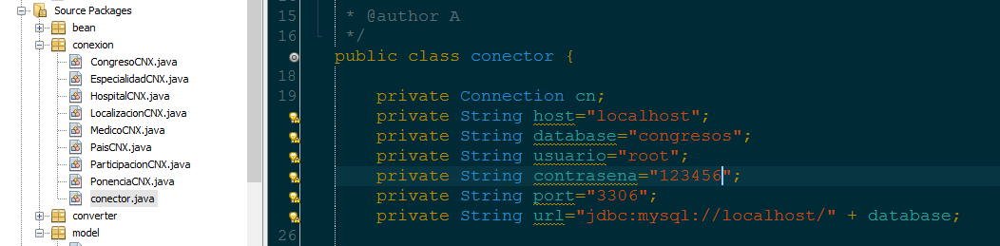 Source Packages
bean
conexion
CongresoCNX.java
EspecialidadCNX.java
HospitalCNX.java
LocalizacionCNX.java
MedicoCNX.java
PaisCNX.java
ParticipacionCNX.java
PonenciaCNX.java
conector.java
converter
model
15 * @author A
16 */
public class conector {
18
19 private Connection cn;
private String host="localhost";
private String database="congresos";
private String usuario="root";
private String contrasena="123456";
private String port="3306";
private String url="jdbc:mysql://localhost/" + database;
26